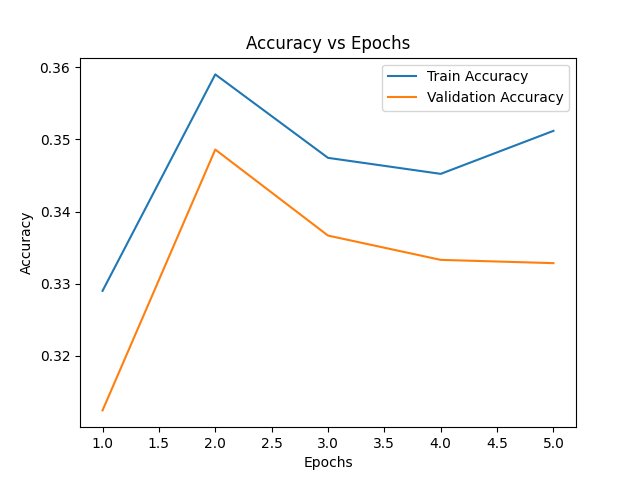 Accuracy vs Epochs
Train Accuracy
Validation Accuracy
0.36
0.35
0.34
0.33
0.32
Accuracy
1.0 1.5 2.0 2.5 3.0 3.5 4.0 4.5 5.0
Epochs